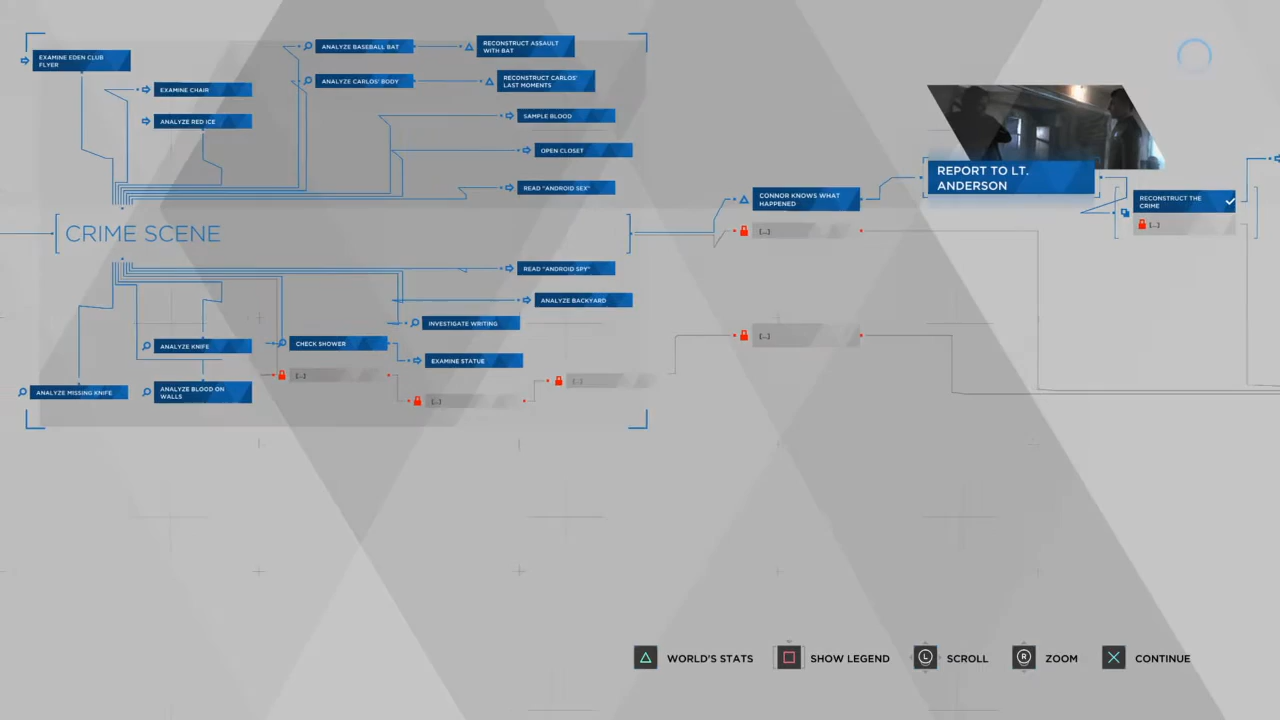 EXAMINE EDEN CLUB
FLYER
EXAMINE CHAIR
ANALYZE RED ICE
ANALYZE BASEBALL BAT
RECONSTRUCT ASSAULT
WITH BAT
ANALYZE CARLOS' BODY
RECONSTRUCT CARLOS'
LAST MOMENTS
SAMPLE BLOOD
OPEN CLOSET
READ "ANDROID SEX"
CRIME SCENE
READ "ANDROID SPY"
ANALYZE BACKYARD
INVESTIGATE WRITING
ANALYZE KNIFE
CHECK SHOWER
EXAMINE STATUE
[...]
[...]
[...]
ANALYZE MISSING KNIFE
ANALYZE BLOOD ON
WALLS
CONNOR KNOWS WHAT
HAPPENED
[...]
[...]
REPORT TO LT.
ANDERSON
RECONSTRUCT THE
CRIME
[...]
WORLD'S STATS
SHOW LEGEND
L
SCROLL
R
ZOOM
CONTINUE